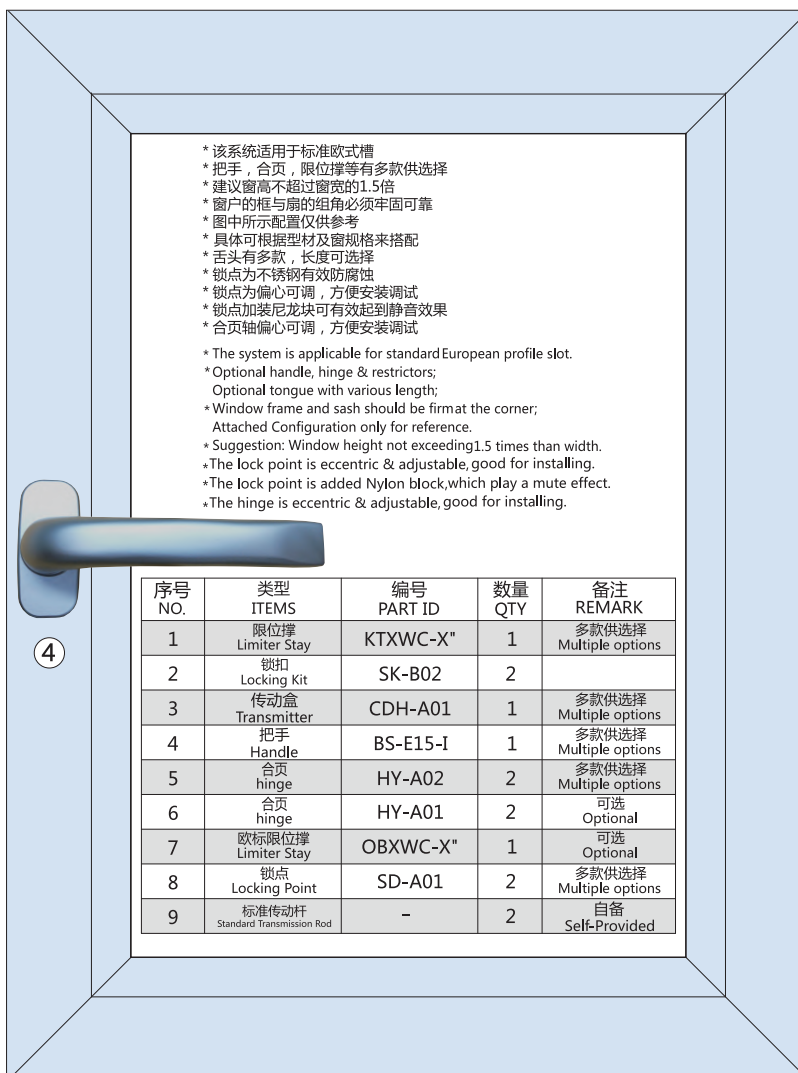 * 该系统适用于标准欧式槽
* 把手，合页，限位撑等有多款供选择
* 建议窗高不超过窗宽的1.5倍
* 窗户的框与扇的组角必须牢固可靠
* 图中所示配置仅供参考
* 具体可根据型材及窗规格来搭配
* 舌头有多款，长度可选择
* 锁点为不锈钢有效防腐蚀
* 锁点为偏心可调，方便安装调试
* 锁点加装尼龙块可有效起到静音效果
* 合页轴偏心可调，方便安装调试
* The system is applicable for standard European profile slot.
* Optional handle, hinge & restrictors;
Optional tongue with various length;
* Window frame and sash should be firm at the corner;
Attached Configuration only for reference.
* Suggestion: Window height not exceeding 1.5 times than width.
*The lock point is eccentric & adjustable, good for installing.
*The lock point is added Nylon block,which play a mute effect.
*The hinge is eccentric & adjustable, good for installing.
④
序号 类型 编号 数量 备注
NO. ITEMS PART ID QTY REMARK
1 限位撑 Limiter Stay KTXWC-X" 1 多款供选择 Multiple options
2 锁扣 Locking Kit SK-B02 2
3 传动盒 Transmitter CDH-A01 1 多款供选择 Multiple options
4 把手 Handle BS-E15-I 1 多款供选择 Multiple options
5 合页 hinge HY-A02 2 多款供选择 Multiple options
6 合页 hinge HY-A01 2 可选 Optional
7 欧标限位撑 Limiter Stay OBXWC-X" 1 可选 Optional
8 锁点 Locking Point SD-A01 2 多款供选择 Multiple options
9 标准传动杆 Standard Transmission Rod – 2 自备 Self-Provided